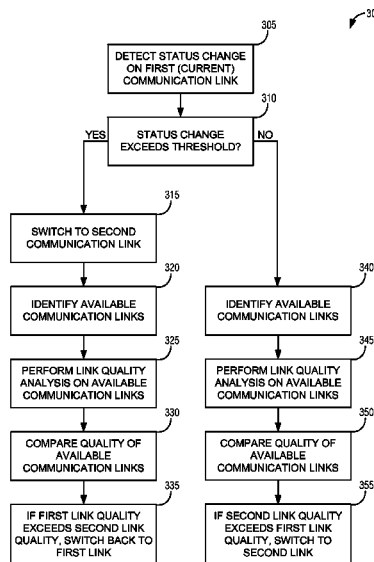 30
305
DETECT STATUS CHANGE
ON FIRST (CURRENT)
COMMUNICATION LINK
310
STATUS CHANGE
EXCEEDS THRESHOLD?
YES
NO
315
SWITCH TO SECOND
COMMUNICATION LINK
320
IDENTIFY AVAILABLE
COMMUNICATION LINKS
325
PERFORM LINK QUALITY
ANALYSIS ON AVAILABLE
COMMUNICATION LINKS
330
COMPARE QUALITY OF
AVAILABLE
COMMUNICATION LINKS
335
IF FIRST LINK QUALITY
EXCEEDS SECOND LINK
QUALITY, SWITCH BACK TO
FIRST LINK
340
IDENTIFY AVAILABLE
COMMUNICATION LINKS
345
PERFORM LINK QUALITY
ANALYSIS ON AVAILABLE
COMMUNICATION LINKS
350
COMPARE QUALITY OF
AVAILABLE
COMMUNICATION LINKS
355
IF SECOND LINK QUALITY
EXCEEDS FIRST LINK
QUALITY, SWITCH TO
SECOND LINK